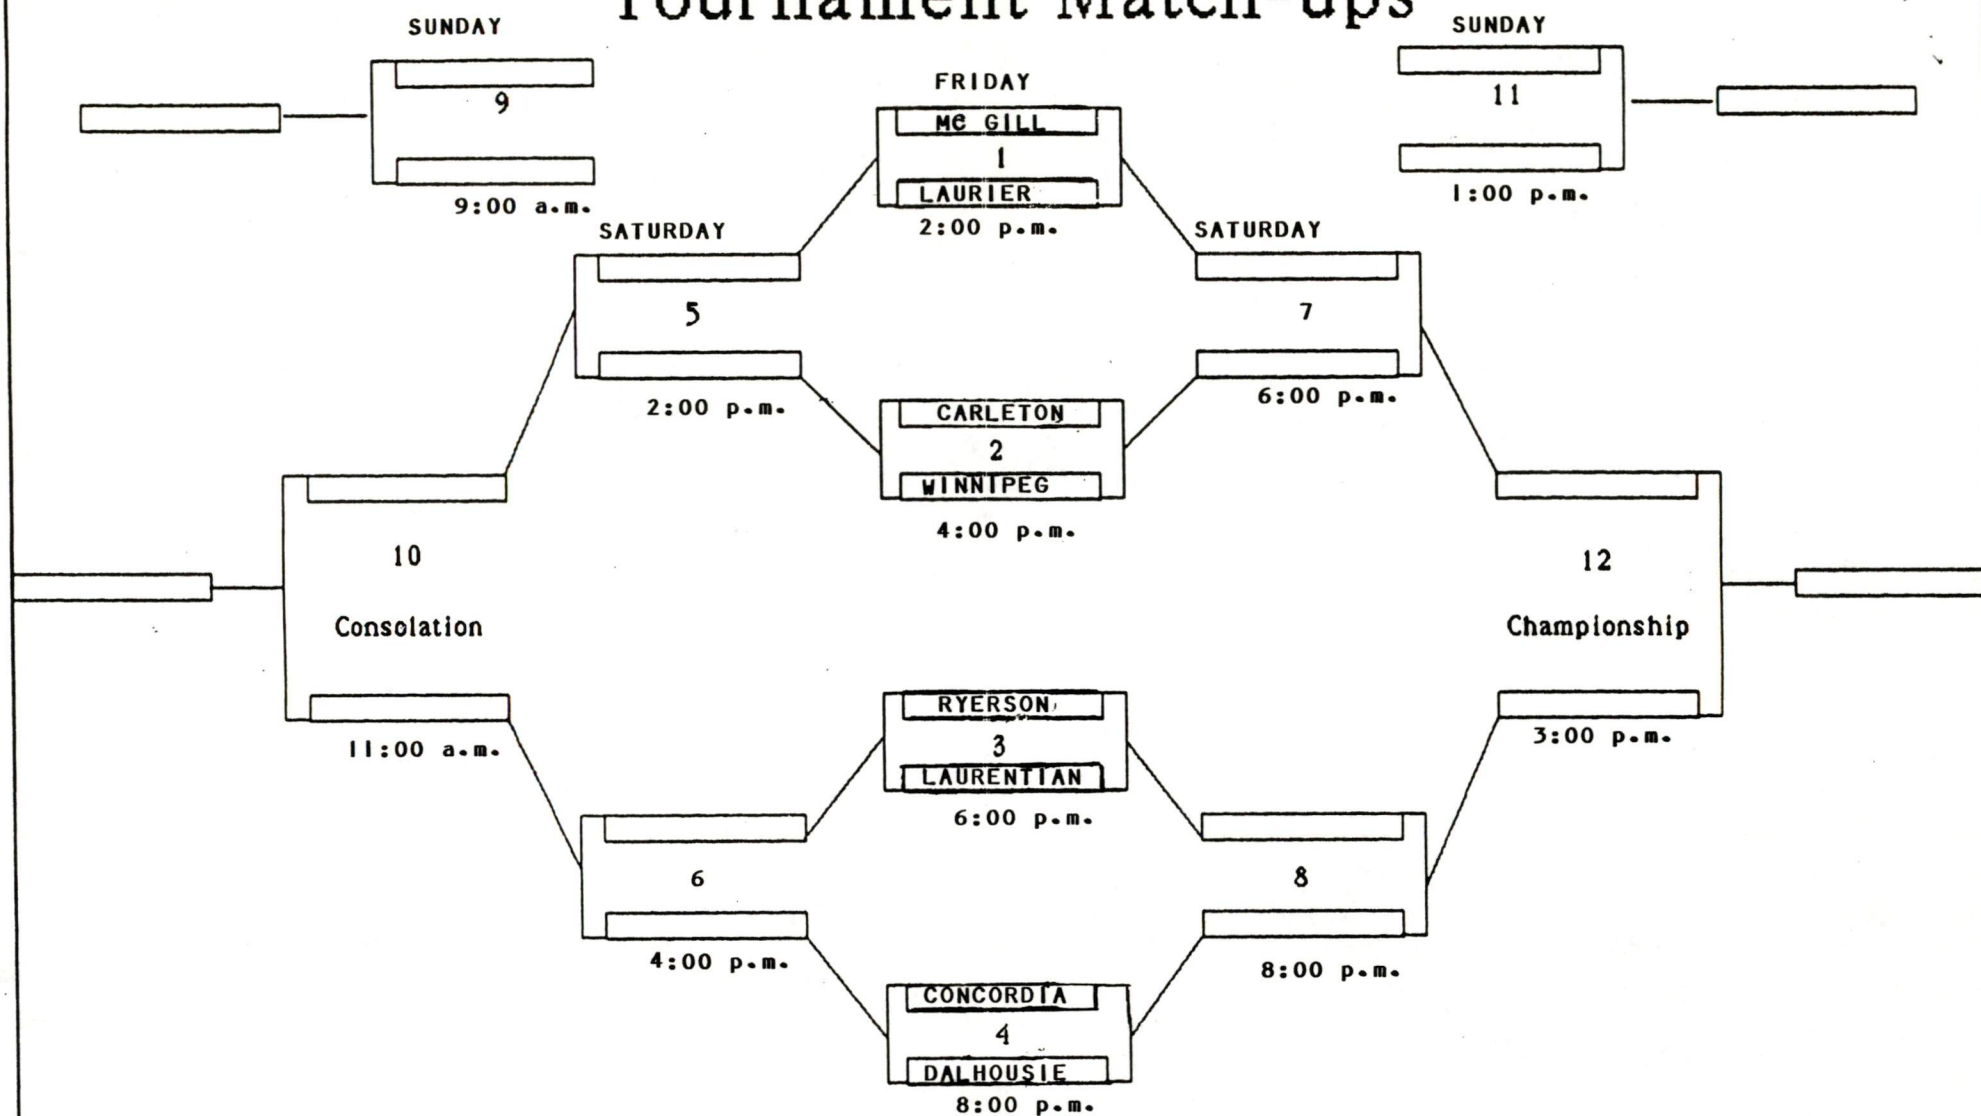 Tournament Match-ups
SUNDAY
9
9:00 a.m.
SUNDAY
11
1:00 p.m.
FRIDAY
Mc GILL
1
LAURIER
2:00 p.m.
SATURDAY
5
2:00 p.m.
SATURDAY
7
6:00 p.m.
CARLETON
2
WINNIPEG
4:00 p.m.
10
Consolation
11:00 a.m.
12
Championship
3:00 p.m.
RYERSON
3
LAURENTIAN
6:00 p.m.
6
4:00 p.m.
8
8:00 p.m.
CONCORDIA
4
DALHOUSIE
8:00 p.m.